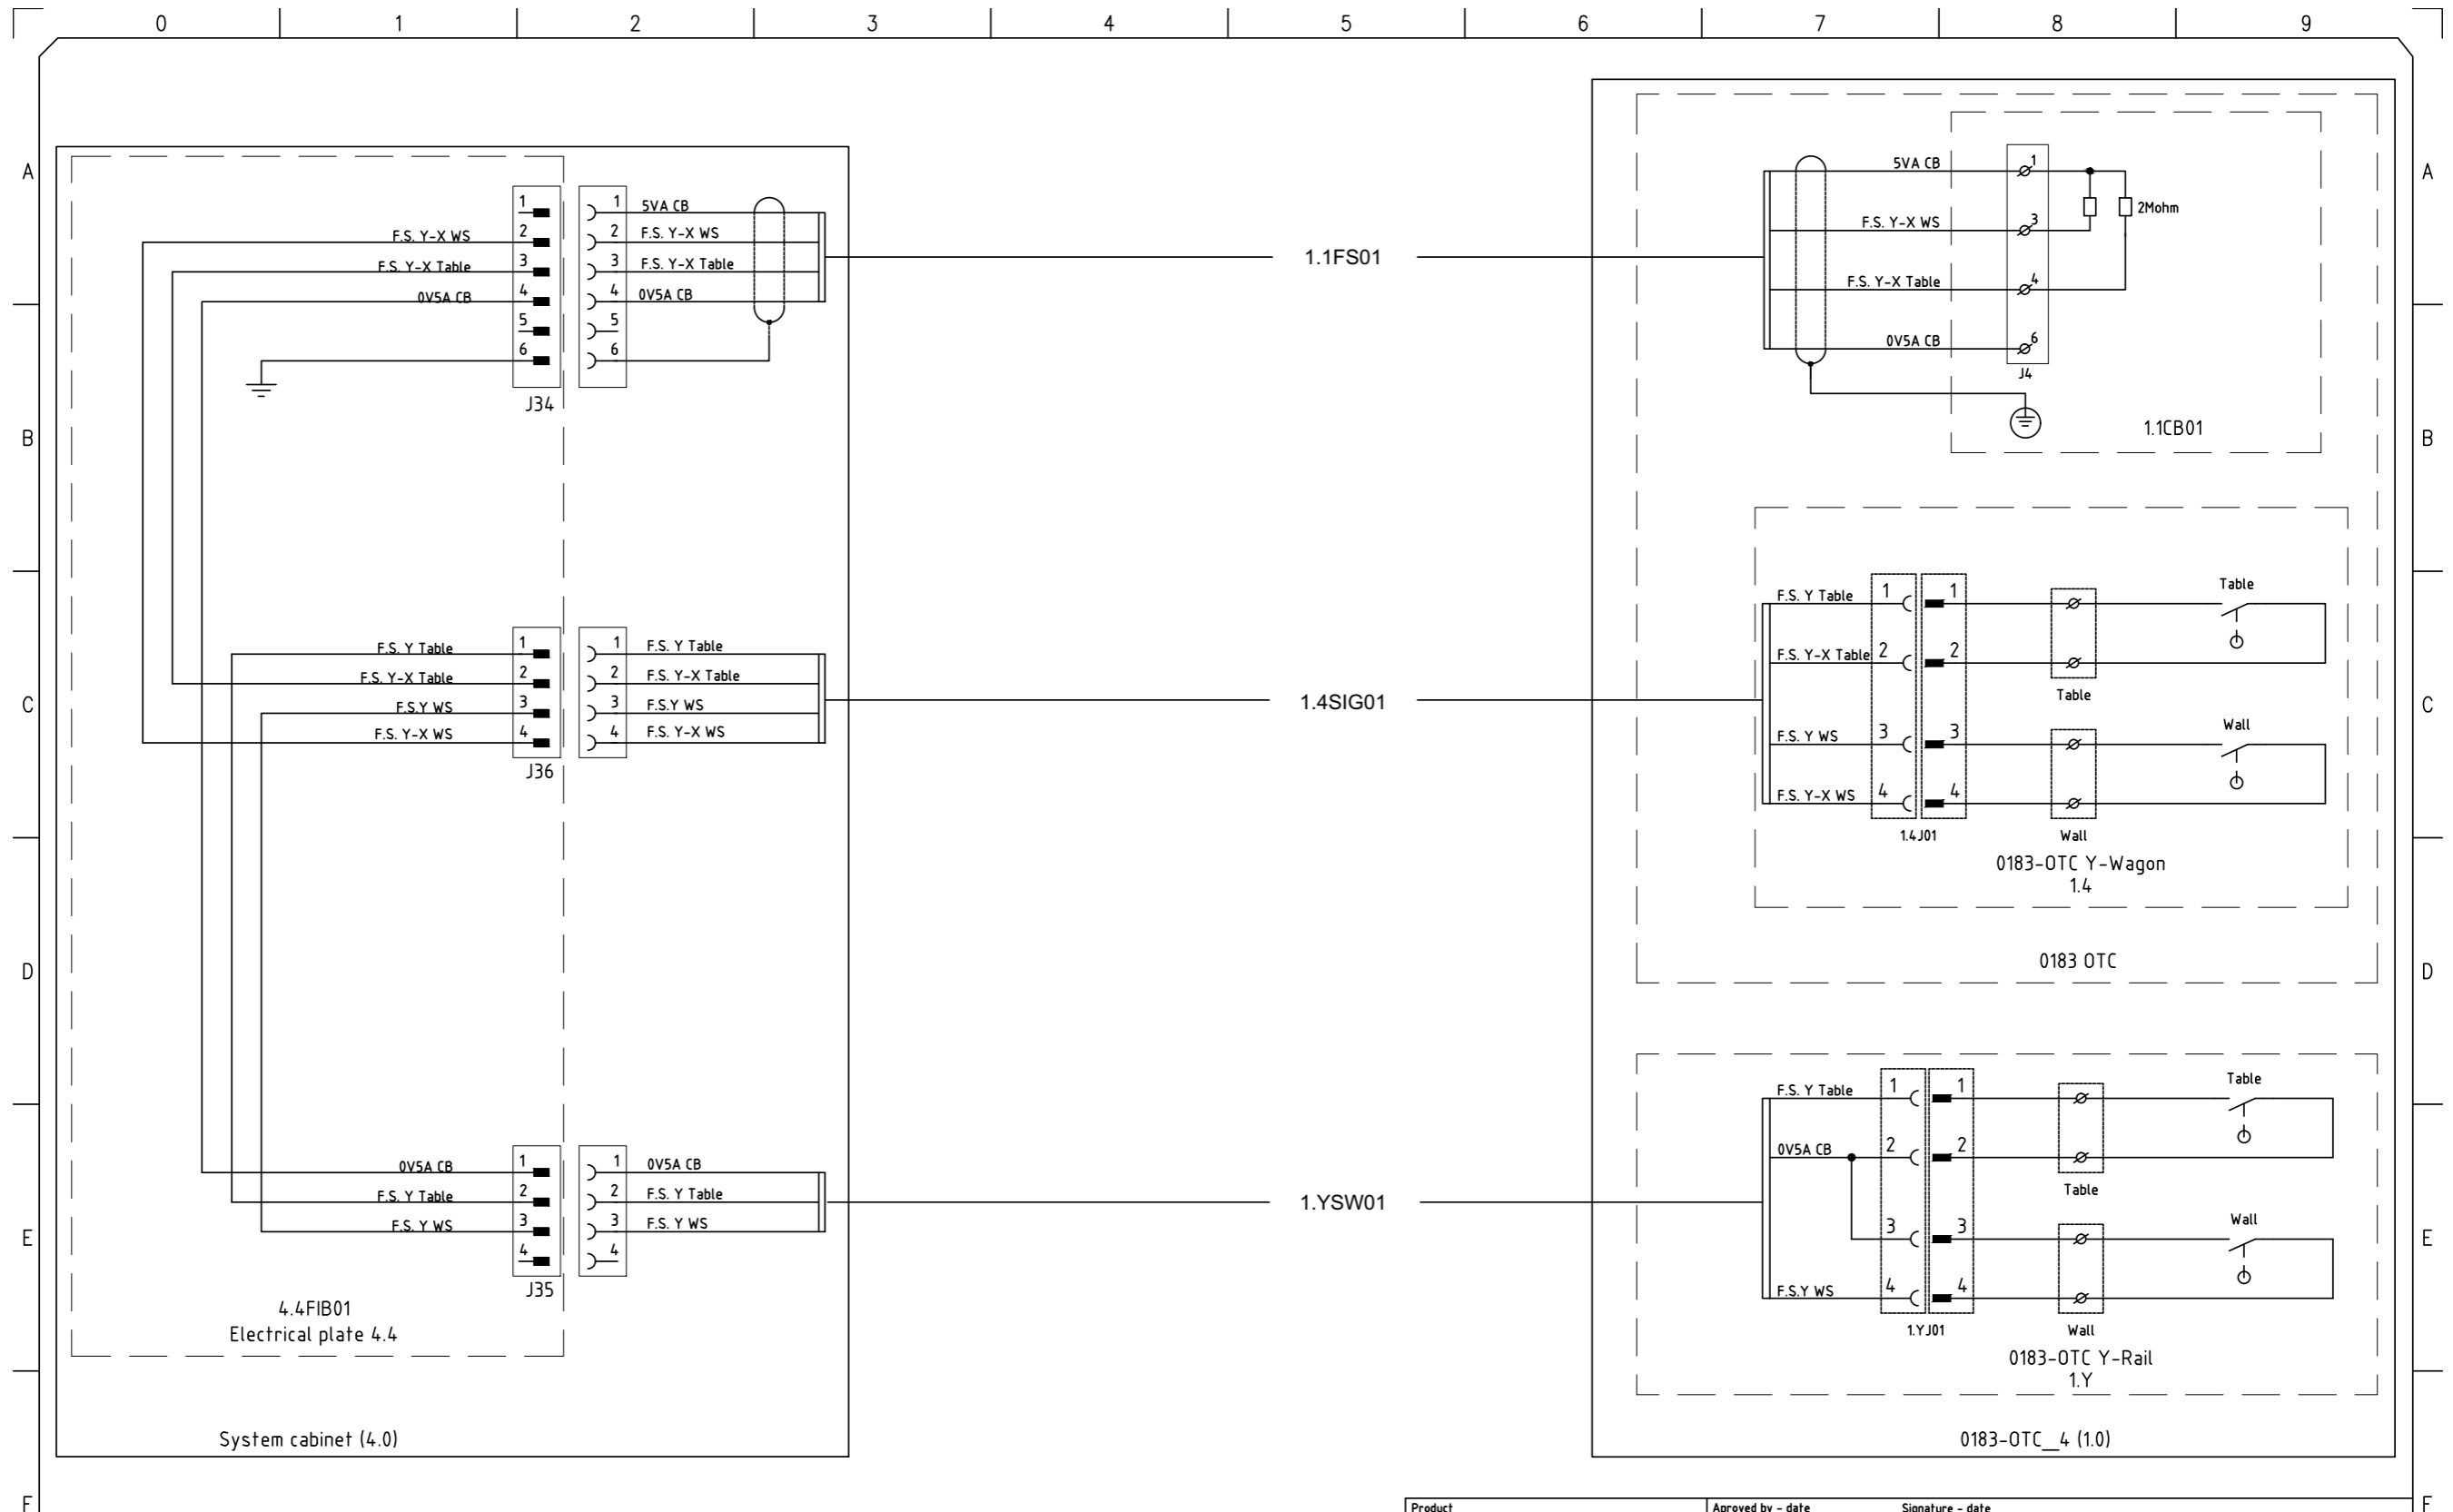 0 1 2 3 4 5 6 7 8 9
A
B
C
D
E
F
1
2
3
4
5
6
F.S. Y-X WS
F.S. Y-X Table
0V5A CB
J34
1 5VA CB
2 F.S. Y-X WS
3 F.S. Y-X Table
4 0V5A CB
5
6
1
2
3
4
F.S. Y Table
F.S. Y-X Table
F.S.Y WS
F.S. Y-X WS
J36
1 F.S. Y Table
2 F.S. Y-X Table
3 F.S.Y WS
4 F.S. Y-X WS
1
2
3
4
0V5A CB
F.S. Y Table
F.S.Y WS
J35
1 0V5A CB
2 F.S. Y Table
3 F.S. Y WS
4
4.4FIB01
Electrical plate 4.4
System cabinet (4.0)
1.1FS01
1.4SIG01
1.YSW01
5VA CB 1
F.S. Y-X WS 3
F.S. Y-X Table 4
0V5A CB 6
J4
2Mohm
1.1CB01
F.S. Y Table 1 1 Table
F.S. Y-X Table 2 2
Table
F.S. Y WS 3 3 Wall
F.S. Y-X WS 4 4
1.4J01 Wall
0183-OTC Y-Wagon
1.4
0183 OTC
F.S. Y Table 1 1 Table
0V5A CB 2 2
Table
3 3 Wall
F.S.Y WS 4 4
1.YJ01 Wall
0183-OTC Y-Rail
1.Y
0183-OTC_4 (1.0)
A
B
C
D
E
F
Product Aproved by - date Signature - date